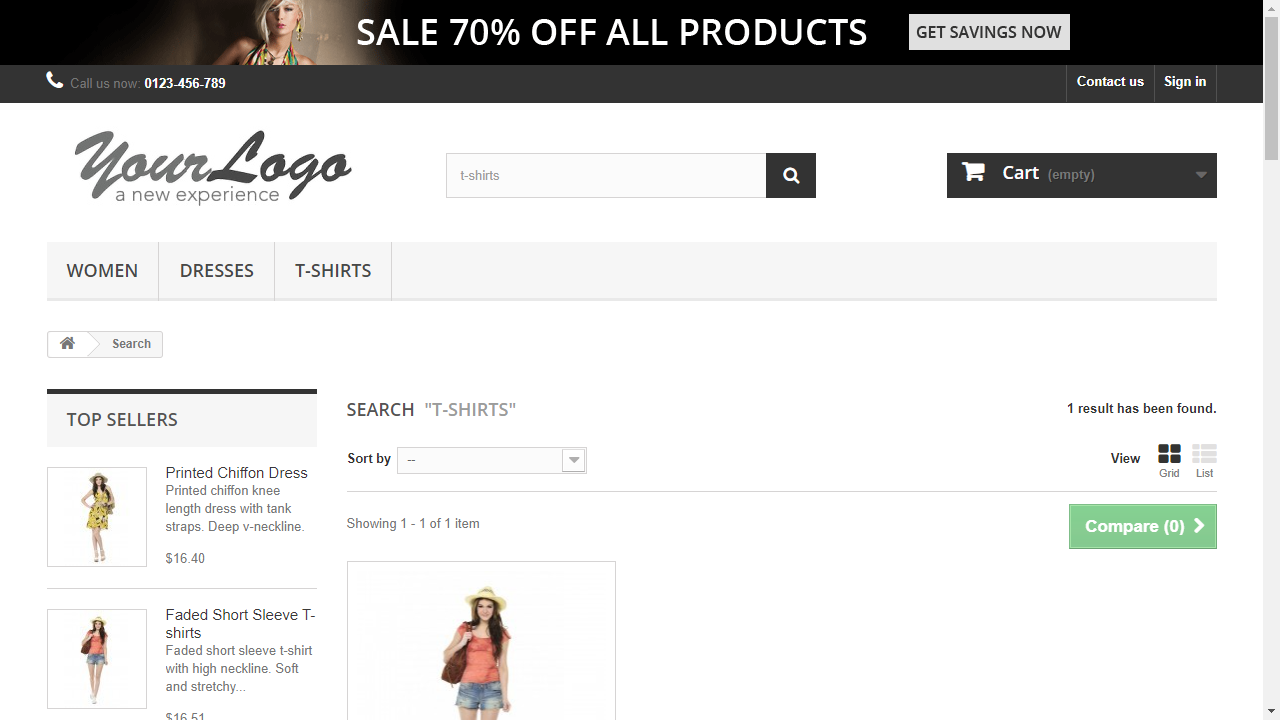 SALE 70% OFF ALL PRODUCTS
GET SAVINGS NOW
Call us now: 0123-456-789
Contact us
Sign in
YourLogo
a new experience
t-shirts
Cart (empty)
WOMEN
DRESSES
T-SHIRTS
Search
TOP SELLERS
Printed Chiffon Dress
Printed chiffon knee
length dress with tank
straps. Deep v-neckline.
$16.40
Faded Short Sleeve T-
shirts
Faded short sleeve t-shirt
with high neckline. Soft
and stretchy...
$16.51
SEARCH "T-SHIRTS"
1 result has been found.
Sort by
--
View
Grid
List
Showing 1 - 1 of 1 item
Compare (0)